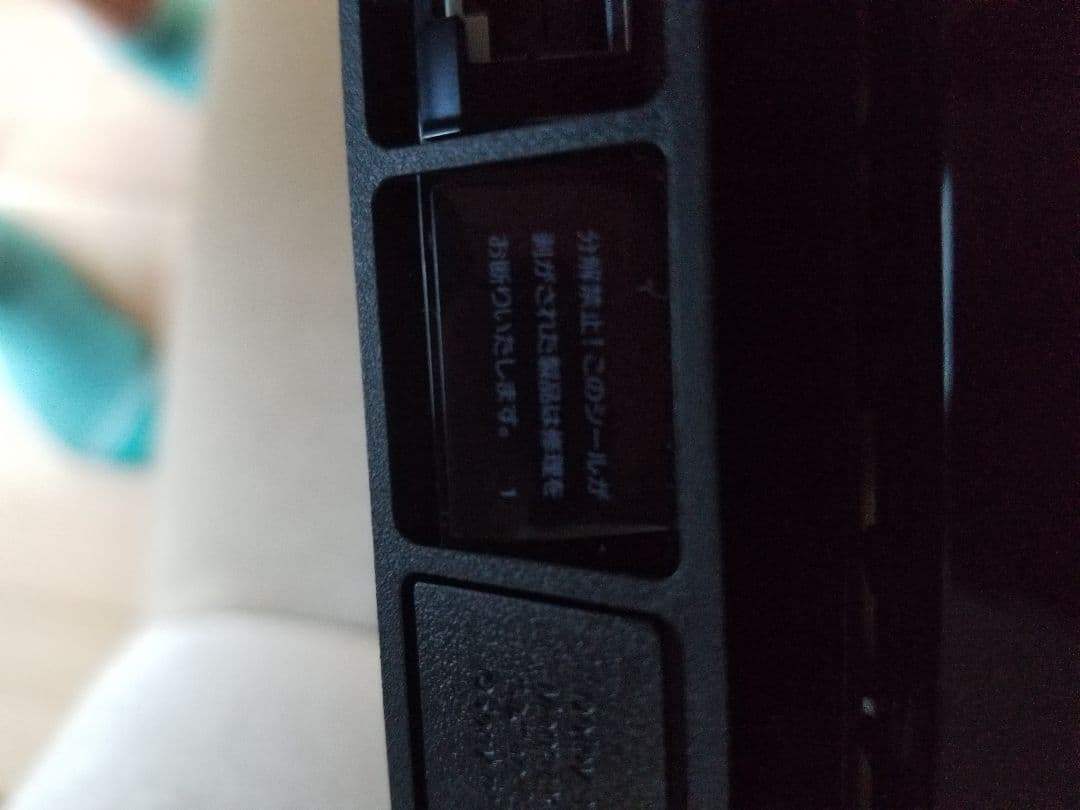 分解禁止！このシールが
剥がされた製品は修理を
お断りいたします。 1